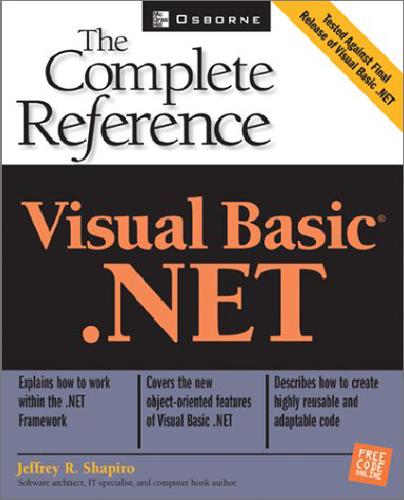 Mc
Graw
Hill
OSBORNE
Tested Against Final
Release of Visual Basic .NET
The
Complete
Reference
Visual Basic®
.NET
Explains how to work
within the .NET
Framework
Covers the new
object-oriented features
of Visual Basic .NET
Describes how to create
highly reusable and
adaptable code
Jeffrey R. Shapiro
Software architect, IT specialist, and computer book author
FREE
CODE
ONLINE